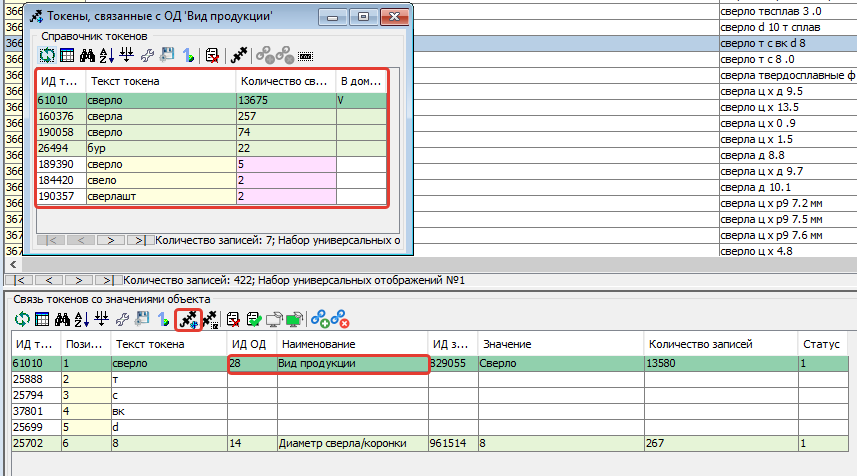 Токены, связанные с ОД 'Вид продукции'
Справочник токенов
ИД т... Текст токена Количество св... В дом...
61010 сверло 13675 V
160376 сверла 257
190058 сверло 74
26494 бур 22
189390 сверло 5
184420 свело 2
190357 сверлашт 2
Количество записей: 7; Набор универсальных о
366 сверло твсплав 3 .0
366 сверло d 10 т сплав
366 сверло т с вк d 8
366 сверло т с 8 .0
366 сверла твердосплавные ф
366 сверла ц х д 9.5
366 сверло ц х 13.5
366 сверло ц х 0 .9
366 сверла ц х 1.5
366 сверла д 8.8
366 сверла ц х д 9.7
366 сверла д 10.1
367 сверла ц х р9 7.2 мм
367 сверла ц х р9 7.5 мм
367 сверла ц х р9 7.6 мм
367 сверло ц х 4.8
Количество записей: 422; Набор универсальных отображений №1
Связь токенов со значениями объекта
ИД т... Пози... Текст токена ИД ОД Наименование ИД з... Значение Количество записей Статус
61010 1 сверло 28 Вид продукции 829055 Сверло 13580 1
25888 2 т
25794 3 с
37801 4 вк
25699 5 d
25702 6 8 14 Диаметр сверла/коронки 961514 8 267 1